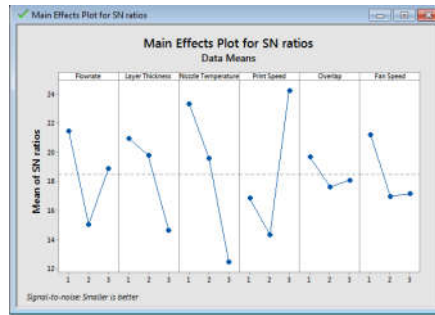 Main Effects Plot for SN ratios
Main Effects Plot for SN ratios
Data Means
Flowrate Layer Thickness Nozzle Temperature Print Speed Overlap Fan Speed
Mean of SN ratios
24
22
20
18
16
14
12
1 2 3 1 2 3 1 2 3 1 2 3 1 2 3 1 2 3
Signal-to-noise: Smaller is better